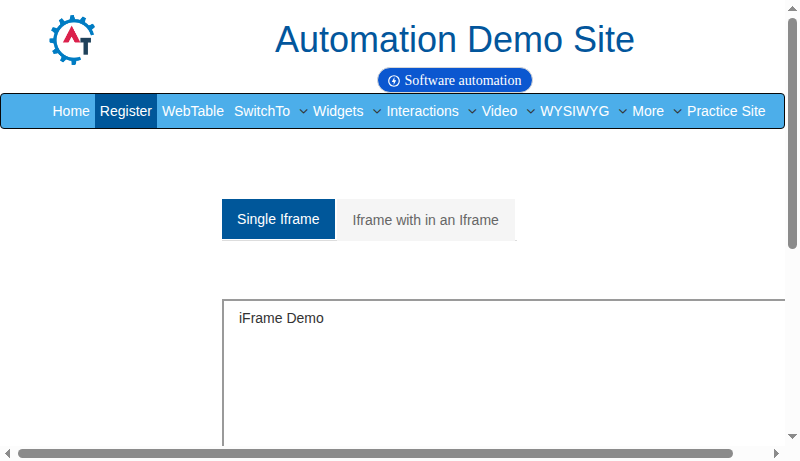 AT
Automation Demo Site
Software automation
Home Register WebTable SwitchTo Widgets Interactions Video WYSIWYG More Practice Site
Single Iframe Iframe with in an Iframe
iFrame Demo